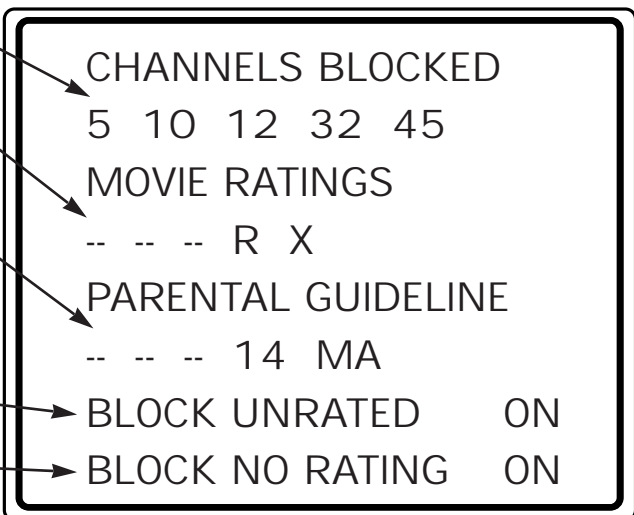 CHANNELS BLOCKED
5 10 12 32 45
MOVIE RATINGS
-- -- -- R X
PARENTAL GUIDELINE
-- -- -- 14 MA
BLOCK UNRATED ON
BLOCK NO RATING ON